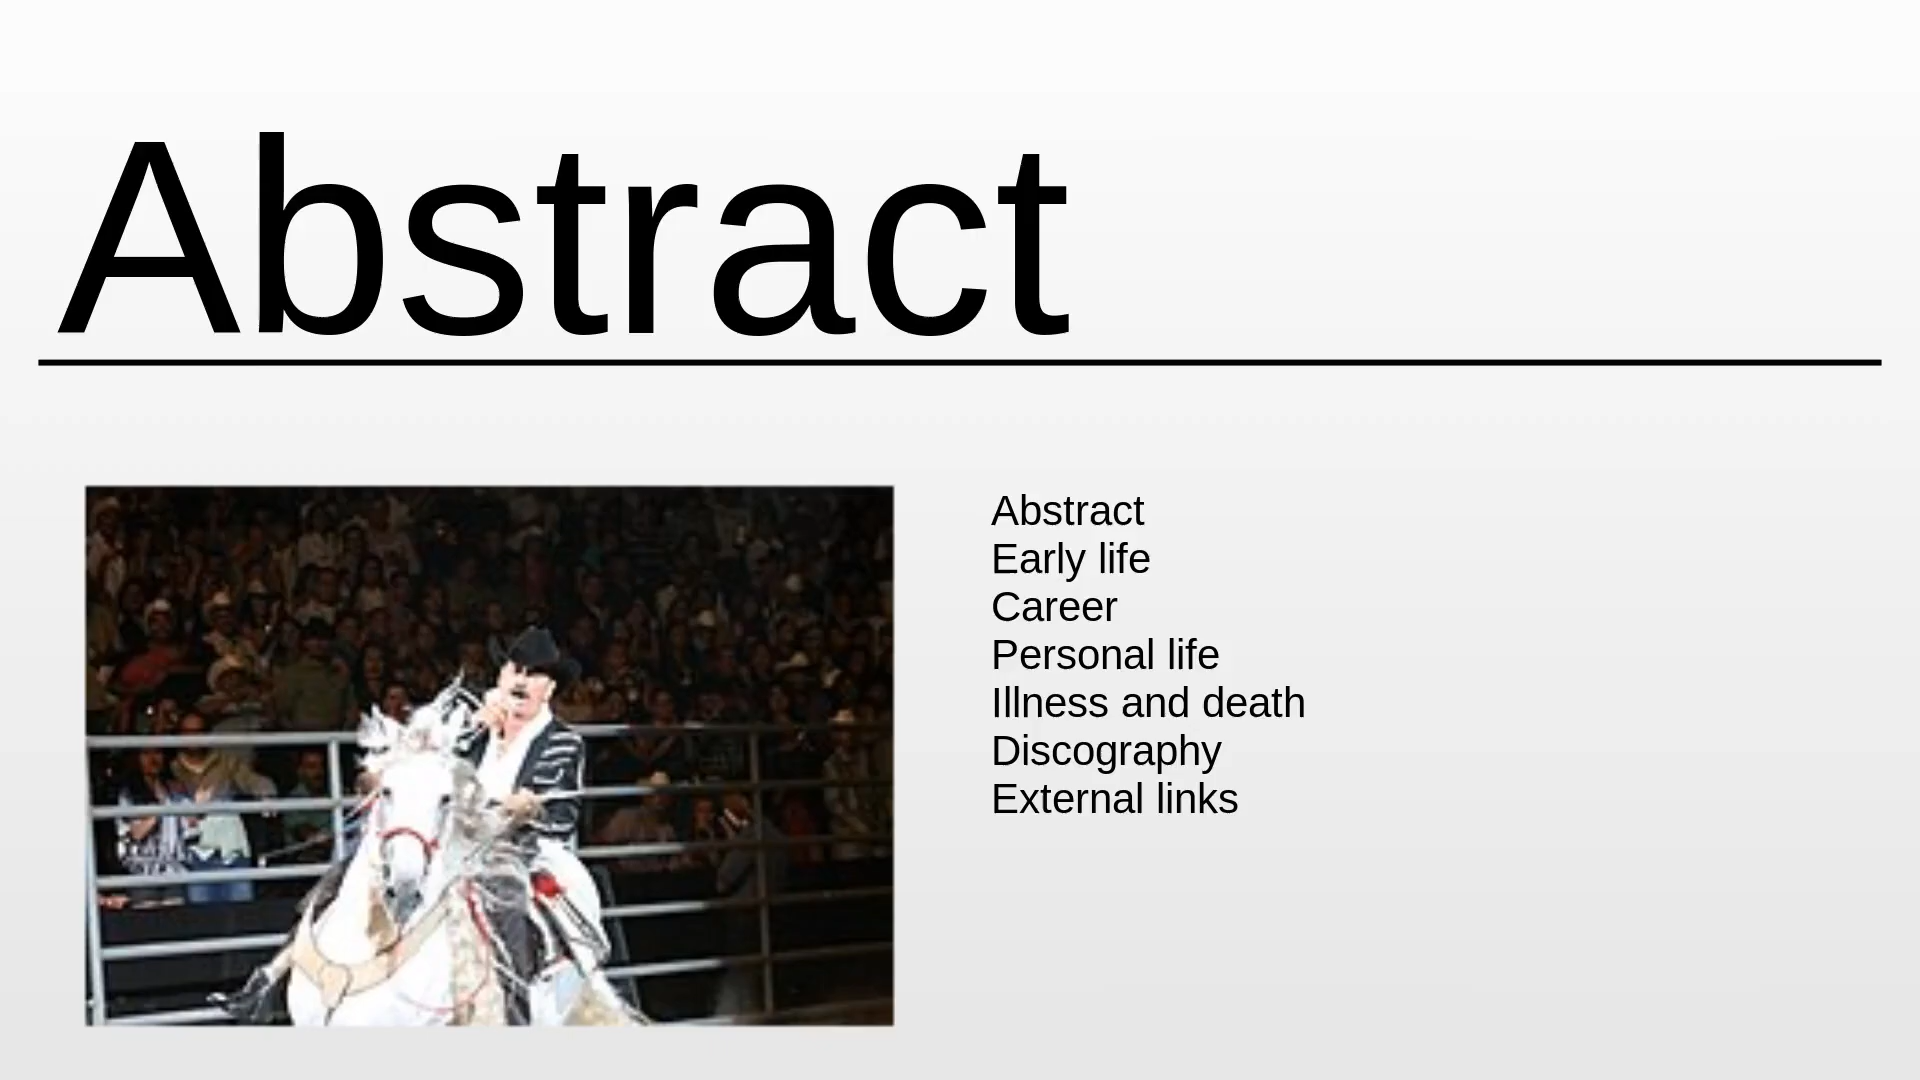 Abstract
Abstract
Early life
Career
Personal life
Illness and death
Discography
External links